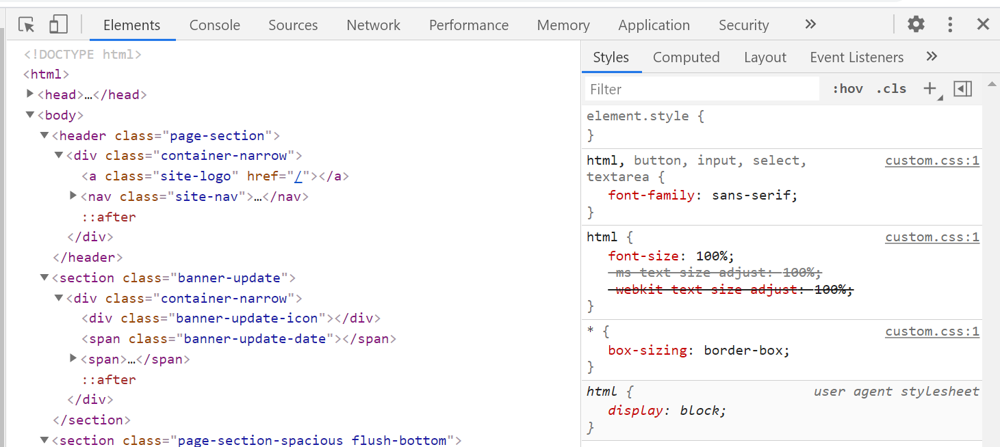 Elements Console Sources Network Performance Memory Application Security »
<!DOCTYPE html>
<html>
<head>…</head>
<body>
<header class="page-section">
<div class="container-narrow">
<a class="site-logo" href="/"></a>
<nav class="site-nav">…</nav>
::after
</div>
</header>
<section class="banner-update">
<div class="container-narrow">
<div class="banner-update-icon"></div>
<span class="banner-update-date"></span>
<span>…</span>
::after
</div>
</section>
<section class="page-section-spacious flush-bottom">
Styles Computed Layout Event Listeners »
Filter :hov .cls +
element.style {
}
html, button, input, select, custom.css:1
textarea {
font-family: sans-serif;
}
html { custom.css:1
font-size: 100%;
-ms-text-size-adjust: 100%;
-webkit-text-size-adjust: 100%;
}
* { custom.css:1
box-sizing: border-box;
}
html { user agent stylesheet
display: block;
}